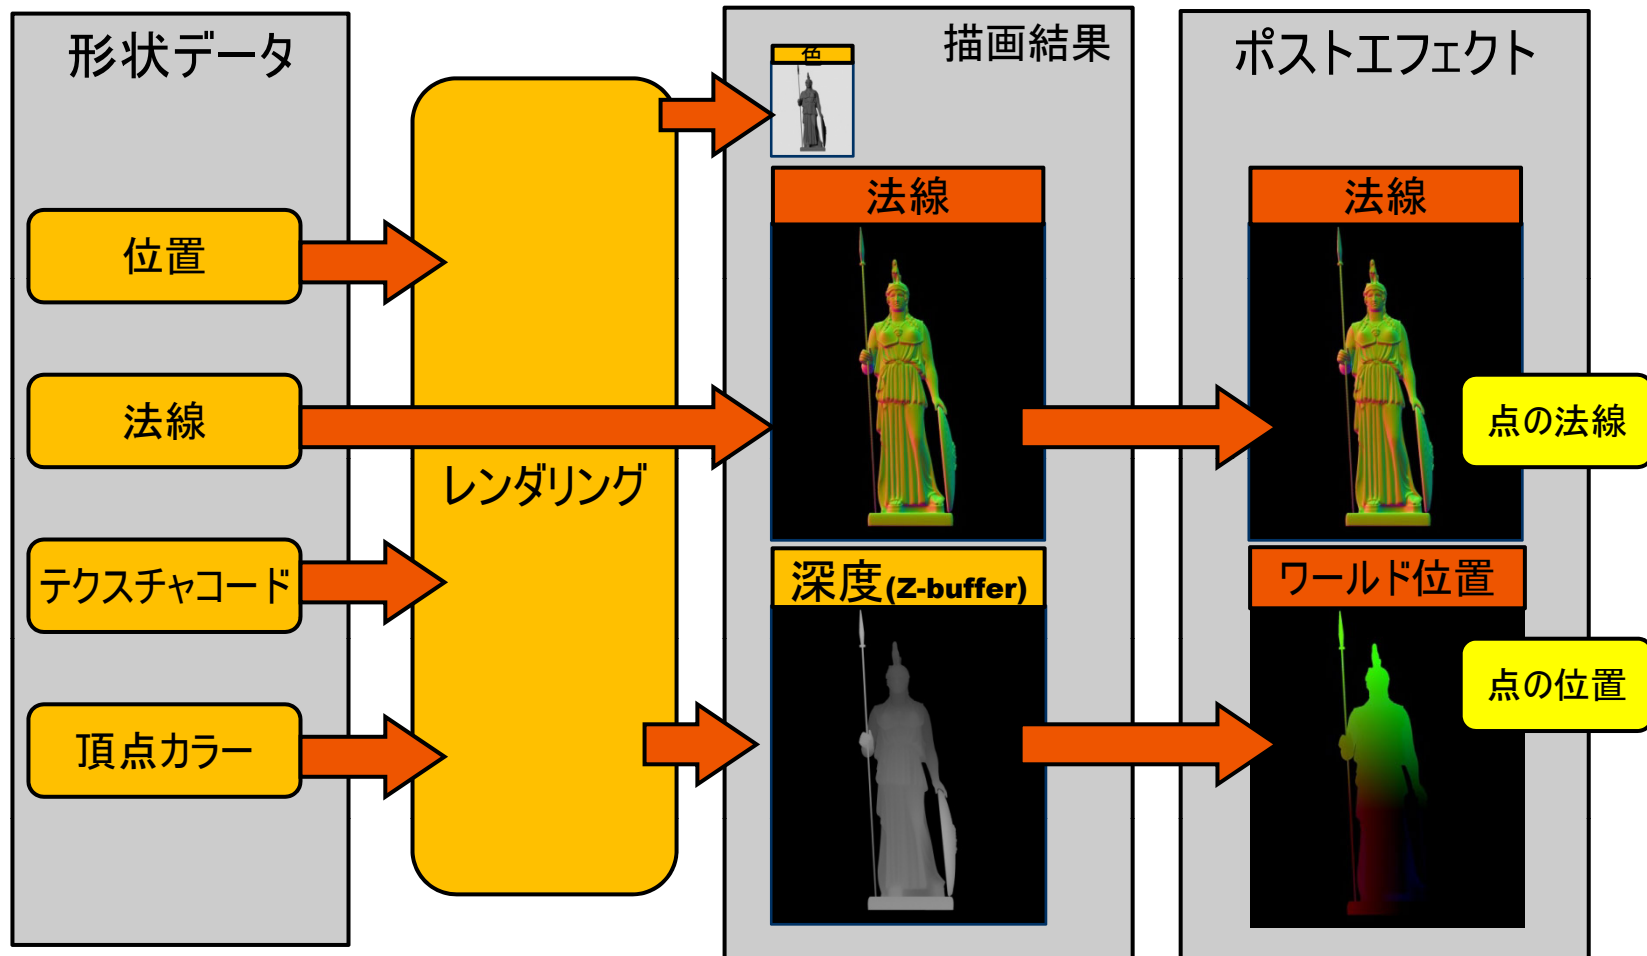 形状データ
位置
法線
テクスチャコード
頂点カラー
レンダリング
描画結果
色
法線
深度(Z-buffer)
ポストエフェクト
法線
点の法線
ワールド位置
点の位置